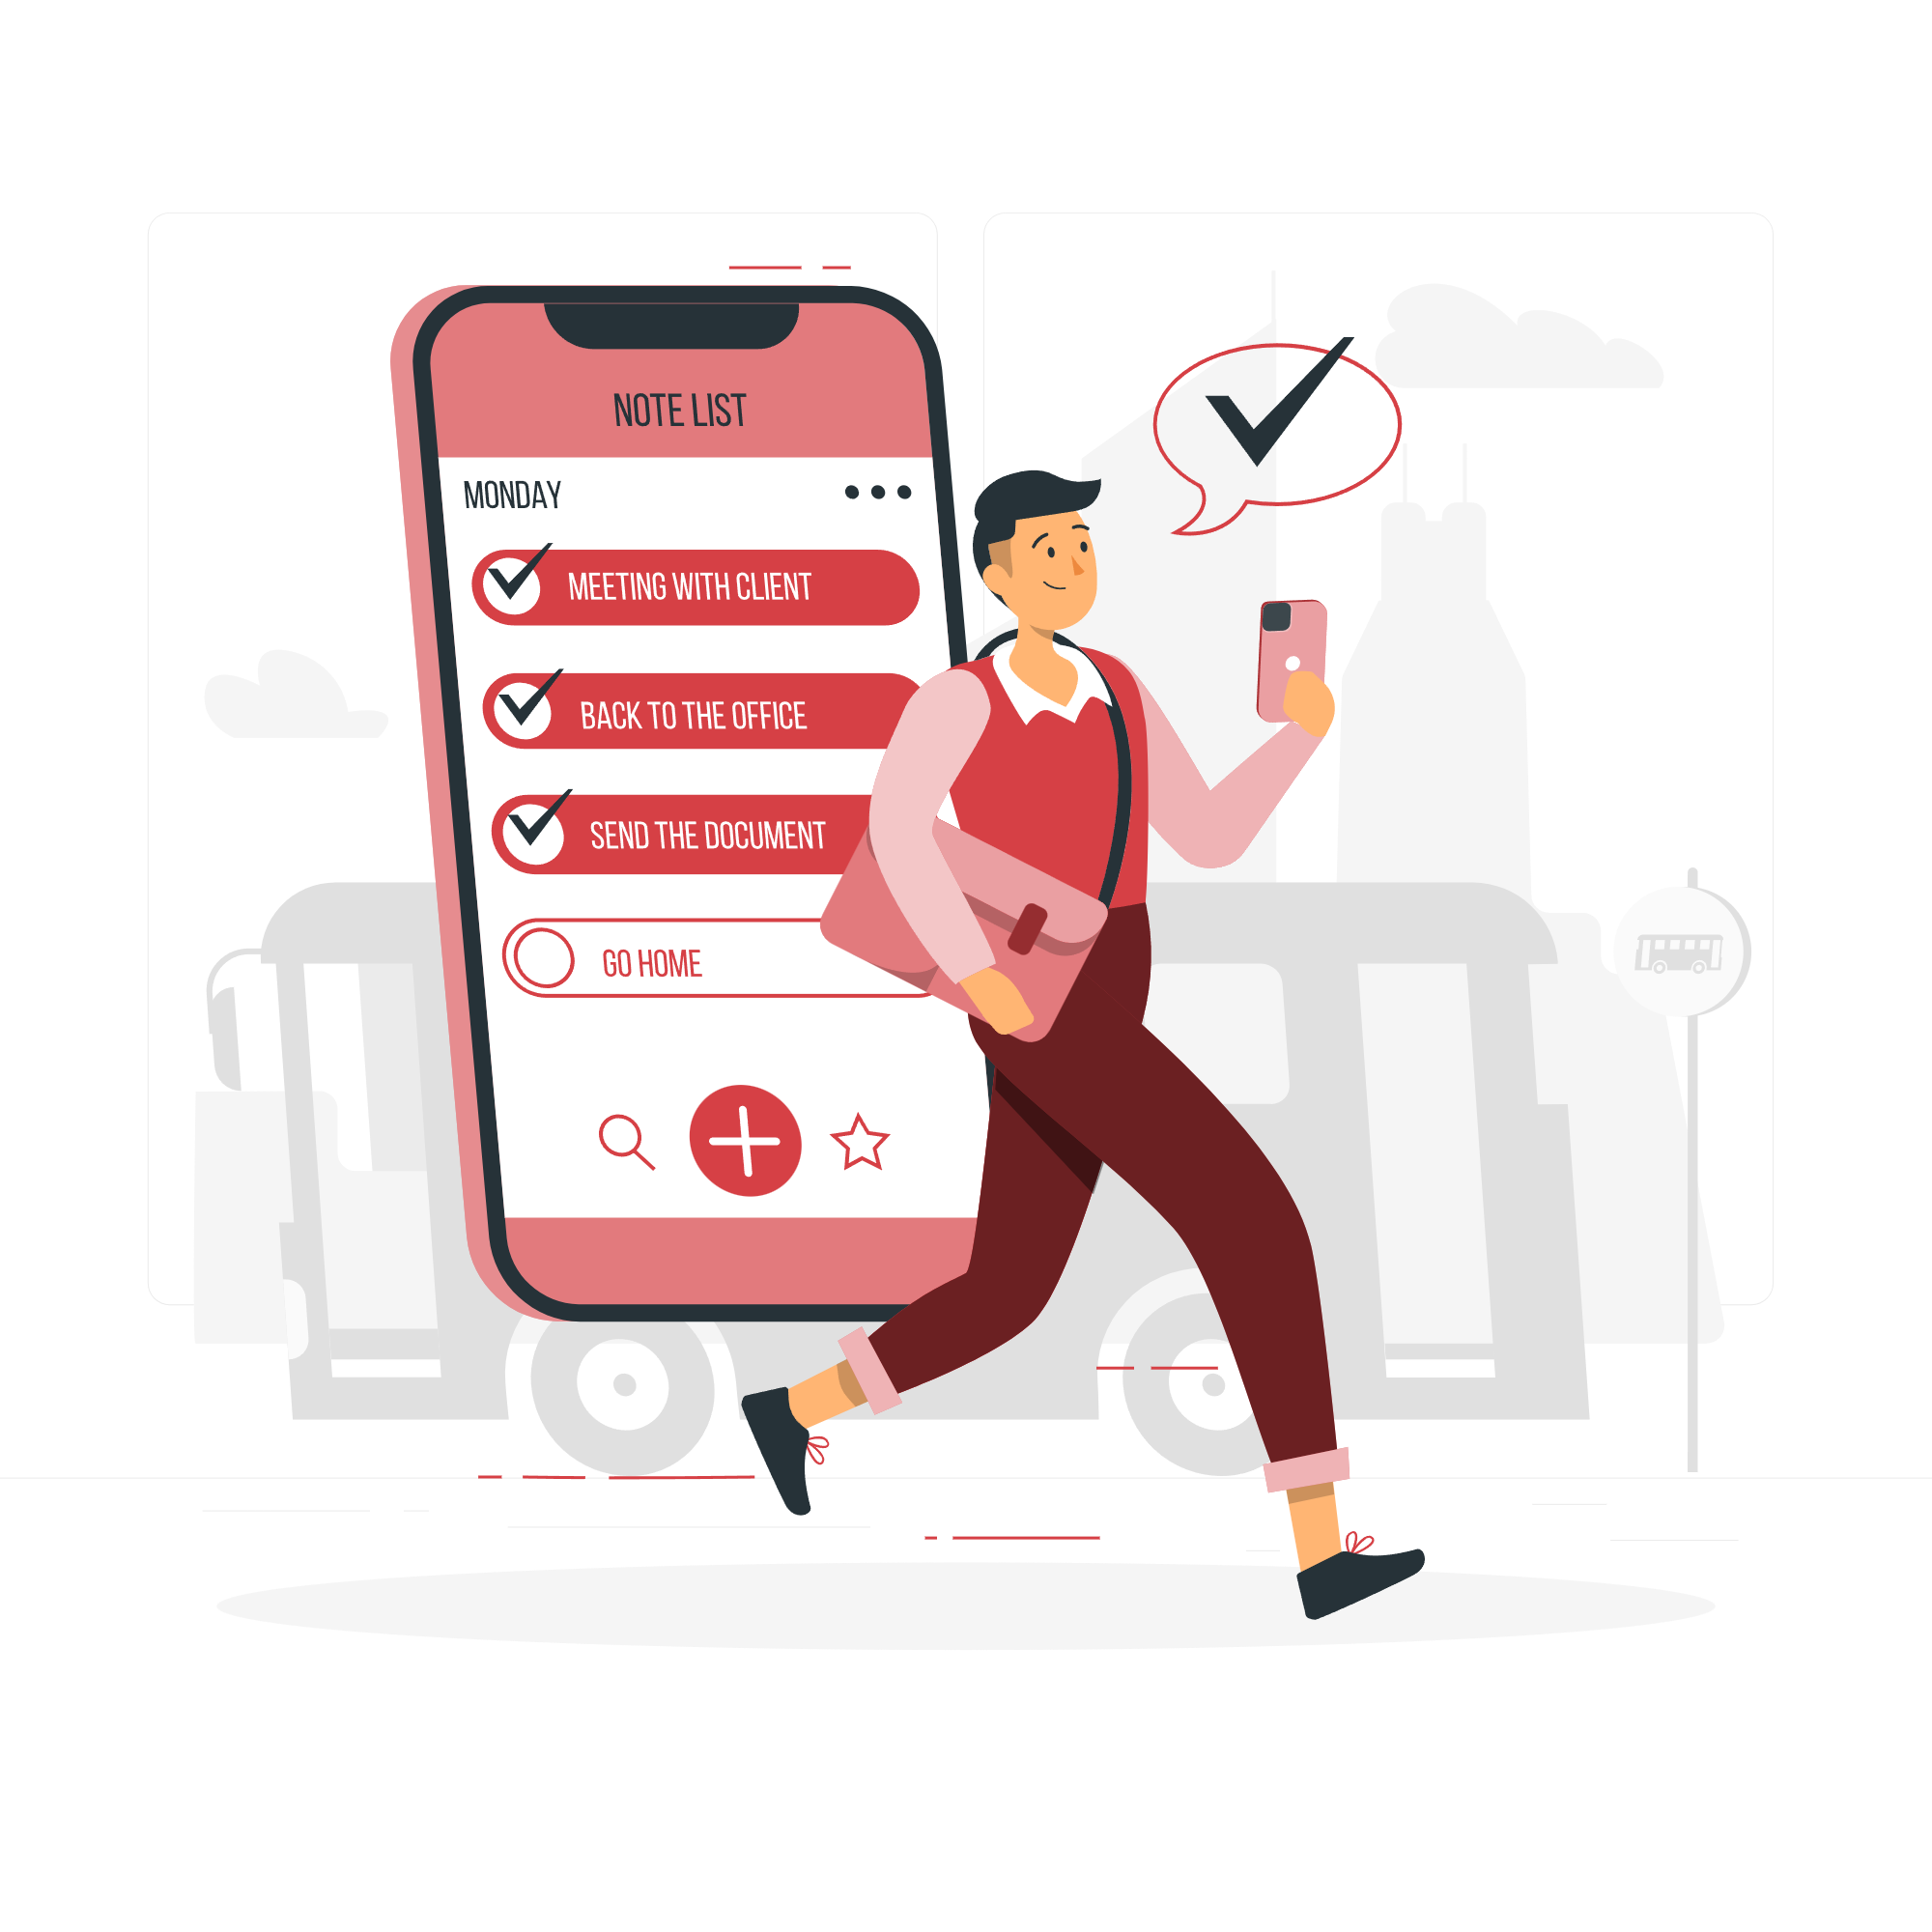 NOTE LIST
MONDAY
MEETING WITH CLIENT
BACK TO THE OFFICE
SEND THE DOCUMENT
GO HOME